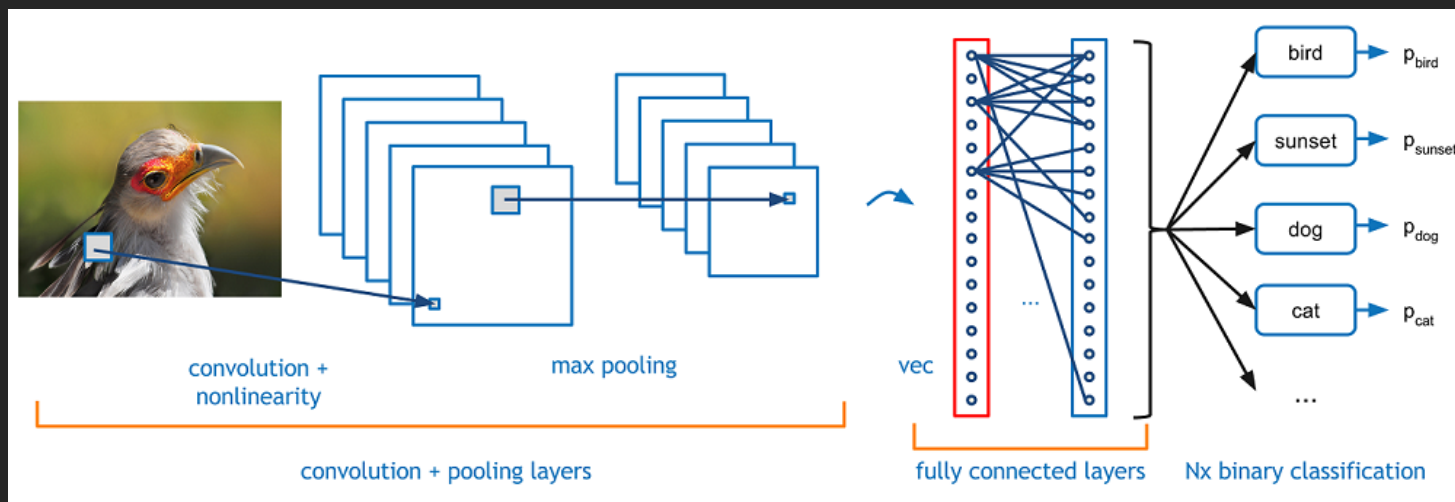 bird
p_bird
sunset
p_sunset
dog
p_dog
cat
p_cat
...
...
convolution +
nonlinearity
max pooling
vec
convolution + pooling layers
fully connected layers
Nx binary classification